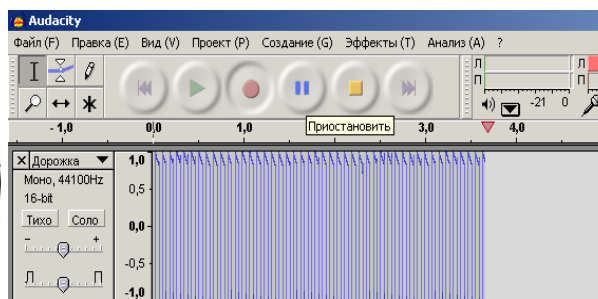 Audacity
Файл (F) Правка (E) Вид (V) Проект (P) Создание (G) Эффекты (T) Анализ (A) ?
Л Л
П П
-21 0
- 1,0 0,0 1,0 Приостановить 3,0 4,0
Дорожка 1,0
Моно, 44100Hz
16-bit 0,5
Тихо Соло
0,0
- +
-0,5
Л П
-1,0